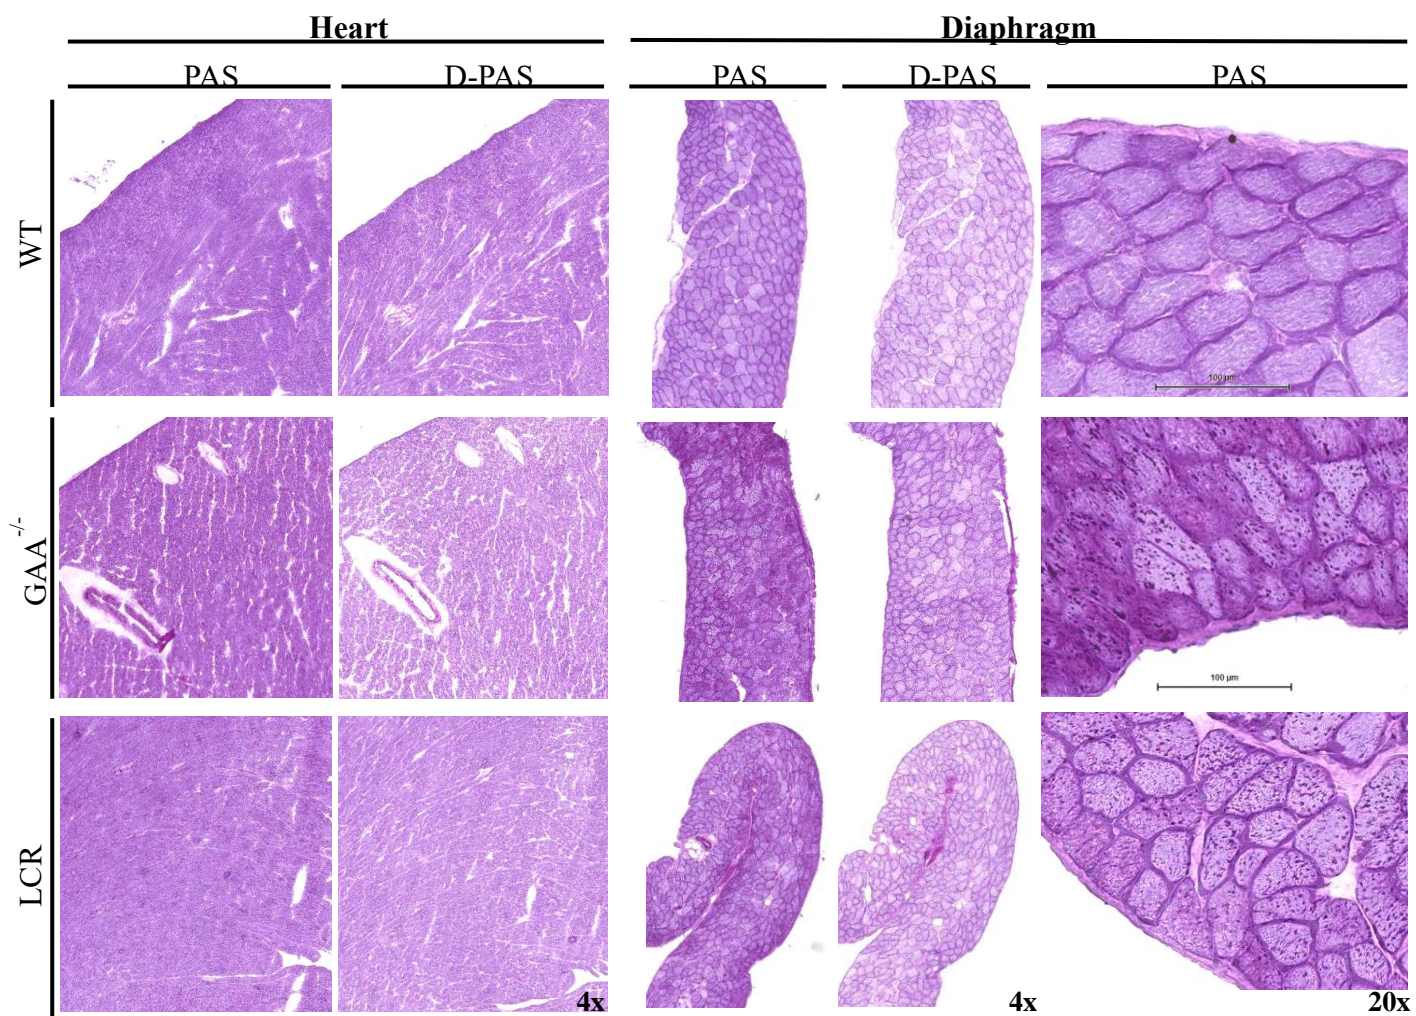 Heart Diaphragm
PAS D-PAS PAS D-PAS PAS
WT
100 µm
GAA-/-
100 µm
LCR
4x 4x 20x